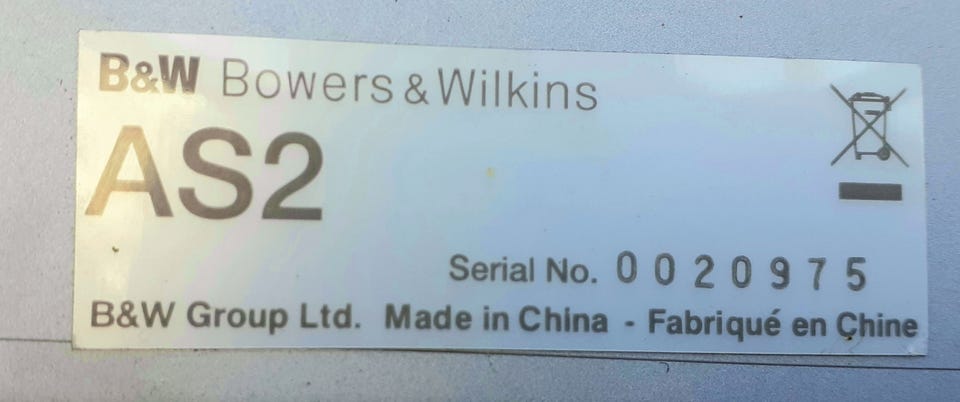 B&W Bowers & Wilkins
AS2
Serial No. 0020975
B&W Group Ltd. Made in China - Fabriqué en Chine